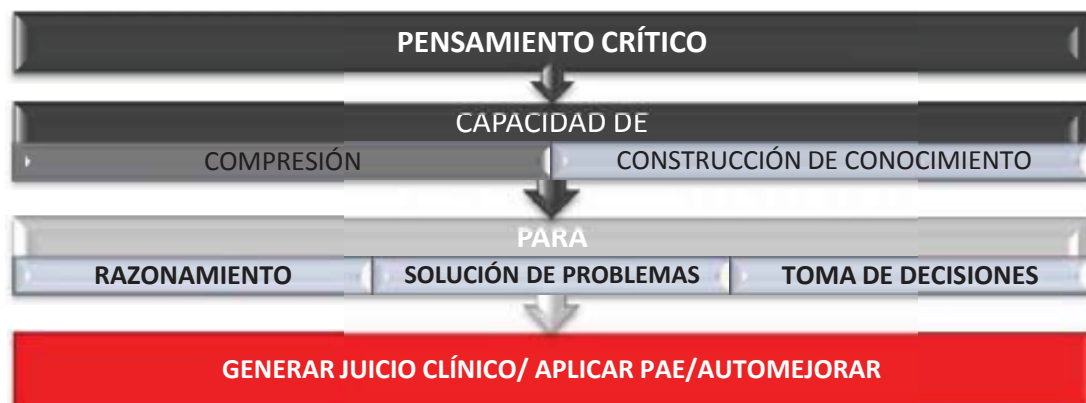 PENSAMIENTO CRÍTICO
CAPACIDAD DE
COMPRESIÓN
CONSTRUCCIÓN DE CONOCIMIENTO
PARA
RAZONAMIENTO
SOLUCIÓN DE PROBLEMAS
TOMA DE DECISIONES
GENERAR JUICIO CLÍNICO/ APLICAR PAE/AUTOMEJORAR